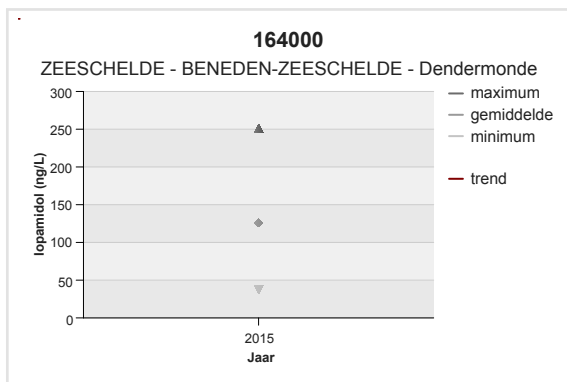 164000
ZEESCHELDE - BENEDEN-ZEESCHELDE - Dendermonde
Iopamidol (ng/L)
300
250
200
150
100
50
0
2015
Jaar
maximum
gemiddelde
minimum
trend